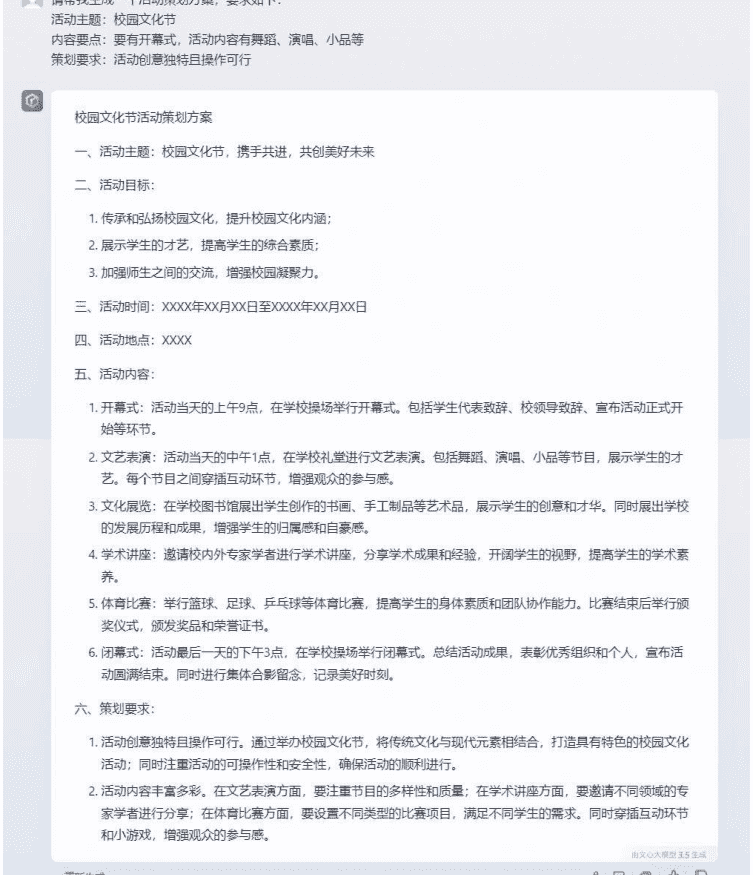 活动主题：校园文化节
内容要点：要有开幕式，活动内容有舞蹈、演唱、小品等
策划要求：活动创意独特且操作可行
校园文化节活动策划方案
一、活动主题：校园文化节，携手共进，共创美好未来
二、活动目标：
1. 传承和弘扬校园文化，提升校园文化内涵；
2. 展示学生的才艺，提高学生的综合素质；
3. 加强师生之间的交流，增强校园凝聚力。
三、活动时间：XXXX年XX月XX日至XXXX年XX月XX日
四、活动地点：XXXX
五、活动内容：
1. 开幕式：活动当天的上午9点，在学校操场举行开幕式。包括学生代表致辞、校领导致辞、宣布活动正式开
始等环节。
2. 文艺表演：活动当天的中午1点，在学校礼堂进行文艺表演。包括舞蹈、演唱、小品等节目，展示学生的才
艺。每个节目之间穿插互动环节，增强观众的参与感。
3. 文化展览：在学校图书馆展出学生创作的书画、手工制品等艺术品，展示学生的创意和才华。同时展出学校
的发展历程和成果，增强学生的归属感和自豪感。
4. 学术讲座：邀请校内外专家学者进行学术讲座，分享学术成果和经验，开阔学生的视野，提高学生的学术素
养。
5. 体育比赛：举行篮球、足球、乒乓球等体育比赛，提高学生的身体素质和团队协作能力。比赛结束后举行颁
奖仪式，颁发奖品和荣誉证书。
6. 闭幕式：活动最后一天的下午3点，在学校操场举行闭幕式。总结活动成果，表彰优秀组织和个人，宣布活
动圆满结束。同时进行集体合影留念，记录美好时刻。
六、策划要求：
1. 活动创意独特且操作可行。通过举办校园文化节，将传统文化与现代元素相结合，打造具有特色的校园文化
活动；同时注重活动的可操作性和安全性，确保活动的顺利进行。
2. 活动内容丰富多彩。在文艺表演方面，要注重节目的多样性和质量；在学术讲座方面，要邀请不同领域的专
家学者进行分享；在体育比赛方面，要设置不同类型的比赛项目，满足不同学生的需求。同时穿插互动环节
和小游戏，增强观众的参与感。
由文心大模型 3.5 生成